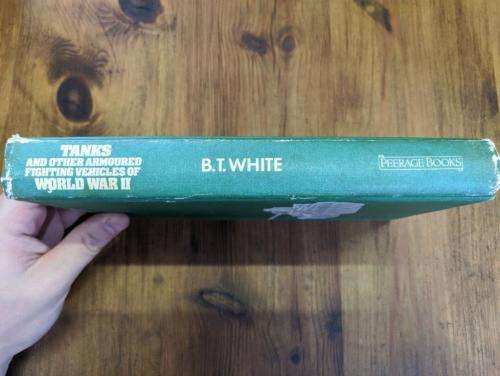 TANKS
AND OTHER ARMOURED
FIGHTING VEHICLES OF
WORLD WAR II
B.T. WHITE
PEERAGE BOOKS